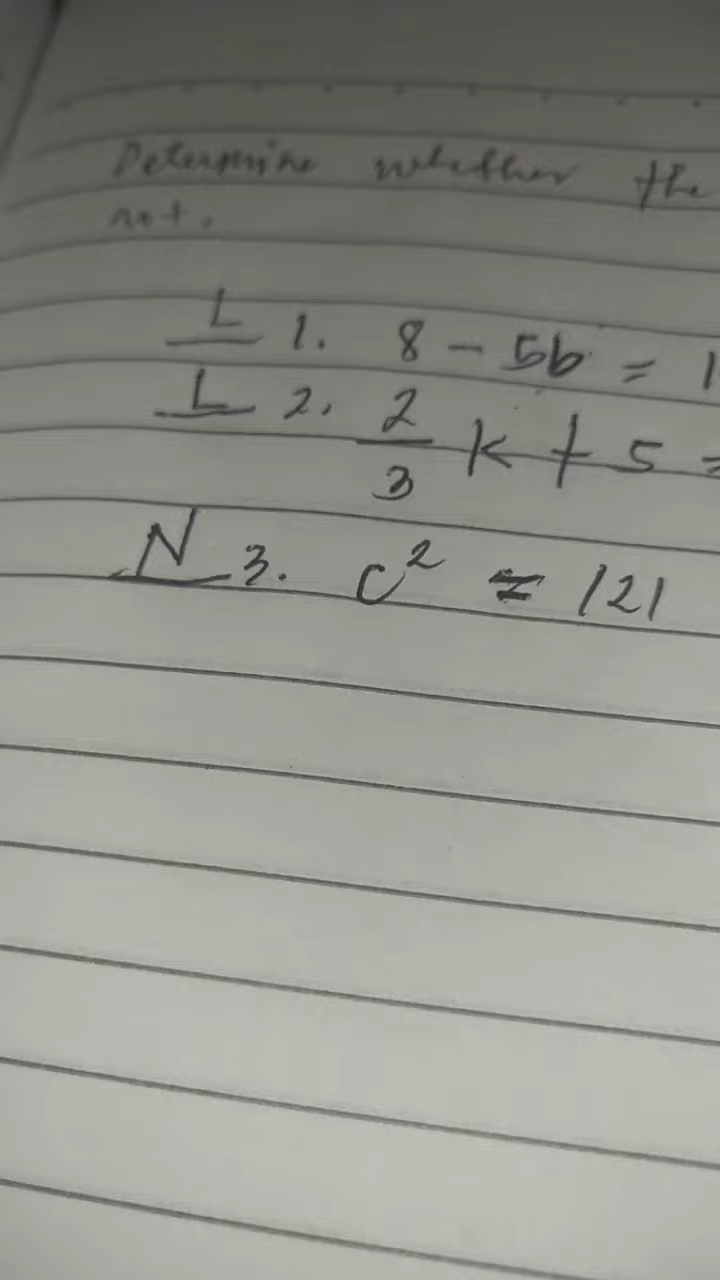 Determine whether the
not.
L 1. 8 - 5b = 1
L 2. 2/3 k + 5 =
N 3. c² = 121